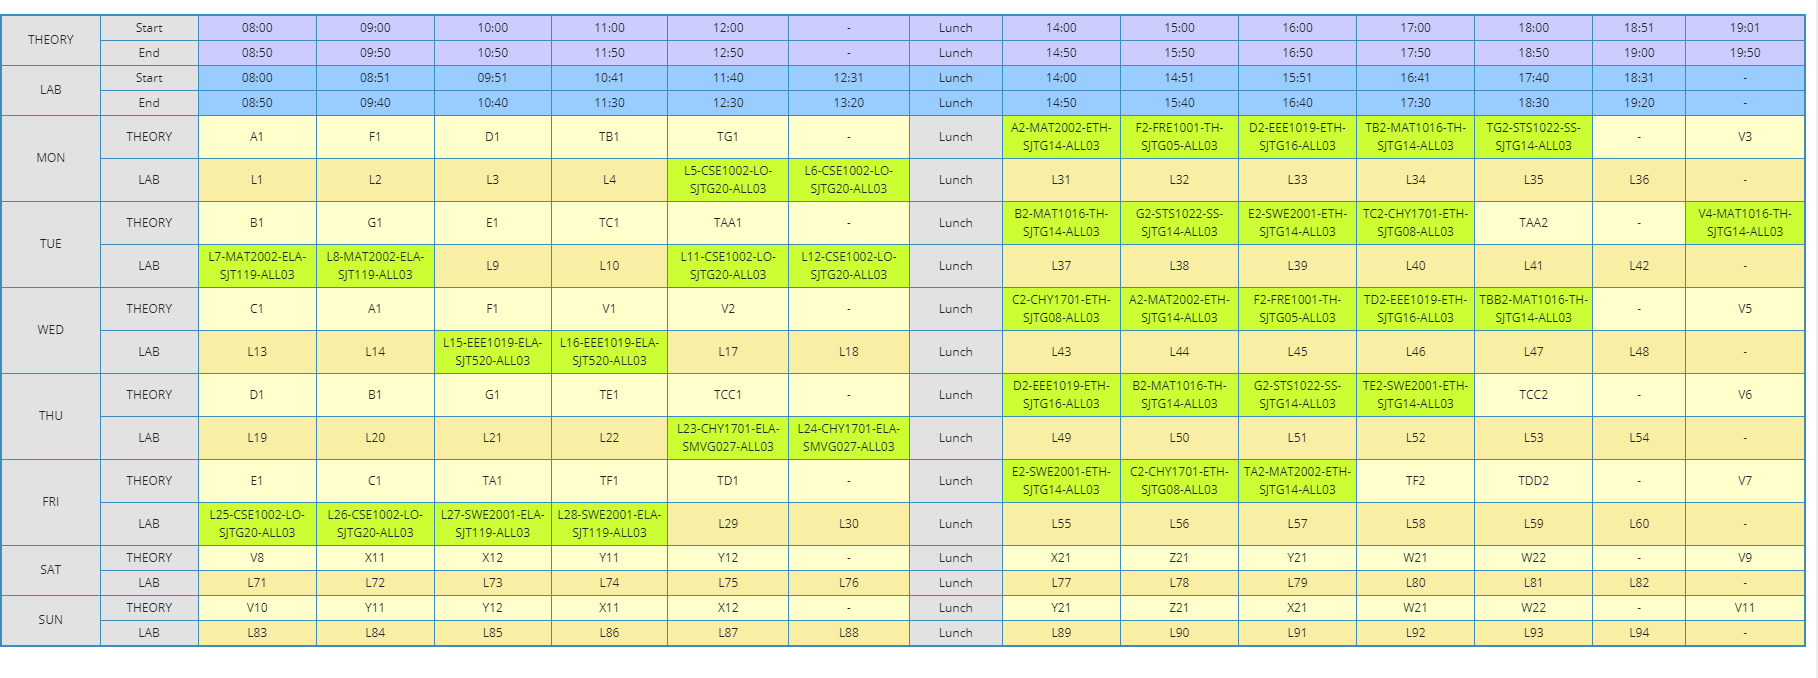 THEORY Start 08:00 09:00 10:00 11:00 12:00 - Lunch 14:00 15:00 16:00 17:00 18:00 18:51 19:01
End 08:50 09:50 10:50 11:50 12:50 - Lunch 14:50 15:50 16:50 17:50 18:50 19:00 19:50
LAB Start 08:00 08:51 09:51 10:41 11:40 12:31 Lunch 14:00 14:51 15:51 16:41 17:40 18:31 -
End 08:50 09:40 10:40 11:30 12:30 13:20 Lunch 14:50 15:40 16:40 17:30 18:30 19:20 -
MON THEORY A1 F1 D1 TB1 TG1 - Lunch A2-MAT2002-ETH-SJTG14-ALL03 F2-FRE1001-TH-SJTG05-ALL03 D2-EEE1019-ETH-SJTG16-ALL03 TB2-MAT1016-TH-SJTG14-ALL03 TG2-STS1022-SS-SJTG14-ALL03 - V3
LAB L1 L2 L3 L4 L5-CSE1002-LO-SJTG20-ALL03 L6-CSE1002-LO-SJTG20-ALL03 Lunch L31 L32 L33 L34 L35 L36 -
TUE THEORY B1 G1 E1 TC1 TAA1 - Lunch B2-MAT1016-TH-SJTG14-ALL03 G2-STS1022-SS-SJTG14-ALL03 E2-SWE2001-ETH-SJTG14-ALL03 TC2-CHY1701-ETH-SJTG08-ALL03 TAA2 - V4-MAT1016-TH-SJTG14-ALL03
LAB L7-MAT2002-ELA-SJT119-ALL03 L8-MAT2002-ELA-SJT119-ALL03 L9 L10 L11-CSE1002-LO-SJTG20-ALL03 L12-CSE1002-LO-SJTG20-ALL03 Lunch L37 L38 L39 L40 L41 L42 -
WED THEORY C1 A1 F1 V1 V2 - Lunch C2-CHY1701-ETH-SJTG08-ALL03 A2-MAT2002-ETH-SJTG14-ALL03 F2-FRE1001-TH-SJTG05-ALL03 TD2-EEE1019-ETH-SJTG16-ALL03 TBB2-MAT1016-TH-SJTG14-ALL03 - V5
LAB L13 L14 L15-EEE1019-ELA-SJT520-ALL03 L16-EEE1019-ELA-SJT520-ALL03 L17 L18 Lunch L43 L44 L45 L46 L47 L48 -
THU THEORY D1 B1 G1 TE1 TCC1 - Lunch D2-EEE1019-ETH-SJTG16-ALL03 B2-MAT1016-TH-SJTG14-ALL03 G2-STS1022-SS-SJTG14-ALL03 TE2-SWE2001-ETH-SJTG14-ALL03 TCC2 - V6
LAB L19 L20 L21 L22 L23-CHY1701-ELA-SMVG027-ALL03 L24-CHY1701-ELA-SMVG027-ALL03 Lunch L49 L50 L51 L52 L53 L54 -
FRI THEORY E1 C1 TA1 TF1 TD1 - Lunch E2-SWE2001-ETH-SJTG14-ALL03 C2-CHY1701-ETH-SJTG08-ALL03 TA2-MAT2002-ETH-SJTG14-ALL03 TF2 TDD2 - V7
LAB L25-CSE1002-LO-SJTG20-ALL03 L26-CSE1002-LO-SJTG20-ALL03 L27-SWE2001-ELA-SJT119-ALL03 L28-SWE2001-ELA-SJT119-ALL03 L29 L30 Lunch L55 L56 L57 L58 L59 L60 -
SAT THEORY V8 X11 X12 Y11 Y12 - Lunch X21 Z21 Y21 W21 W22 - V9
LAB L71 L72 L73 L74 L75 L76 Lunch L77 L78 L79 L80 L81 L82 -
SUN THEORY V10 Y11 Y12 X11 X12 - Lunch Y21 Z21 X21 W21 W22 - V11
LAB L83 L84 L85 L86 L87 L88 Lunch L89 L90 L91 L92 L93 L94 -